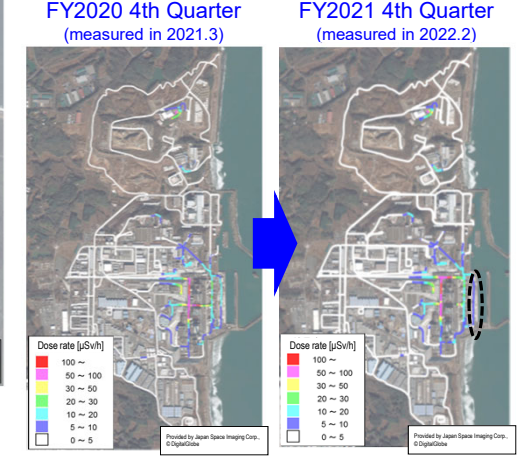 FY2020 4th Quarter
(measured in 2021.3)
Dose rate [μSv/h]
100 ~
50 ~ 100
30 ~ 50
20 ~ 30
10 ~ 20
5 ~ 10
0 ~ 5
Provided by Japan Space Imaging Corp.,
© DigitalGlobe
FY2021 4th Quarter
(measured in 2022.2)
Dose rate [μSv/h]
100 ~
50 ~ 100
30 ~ 50
20 ~ 30
10 ~ 20
5 ~ 10
0 ~ 5
Provided by Japan Space Imaging Corp.,
© DigitalGlobe